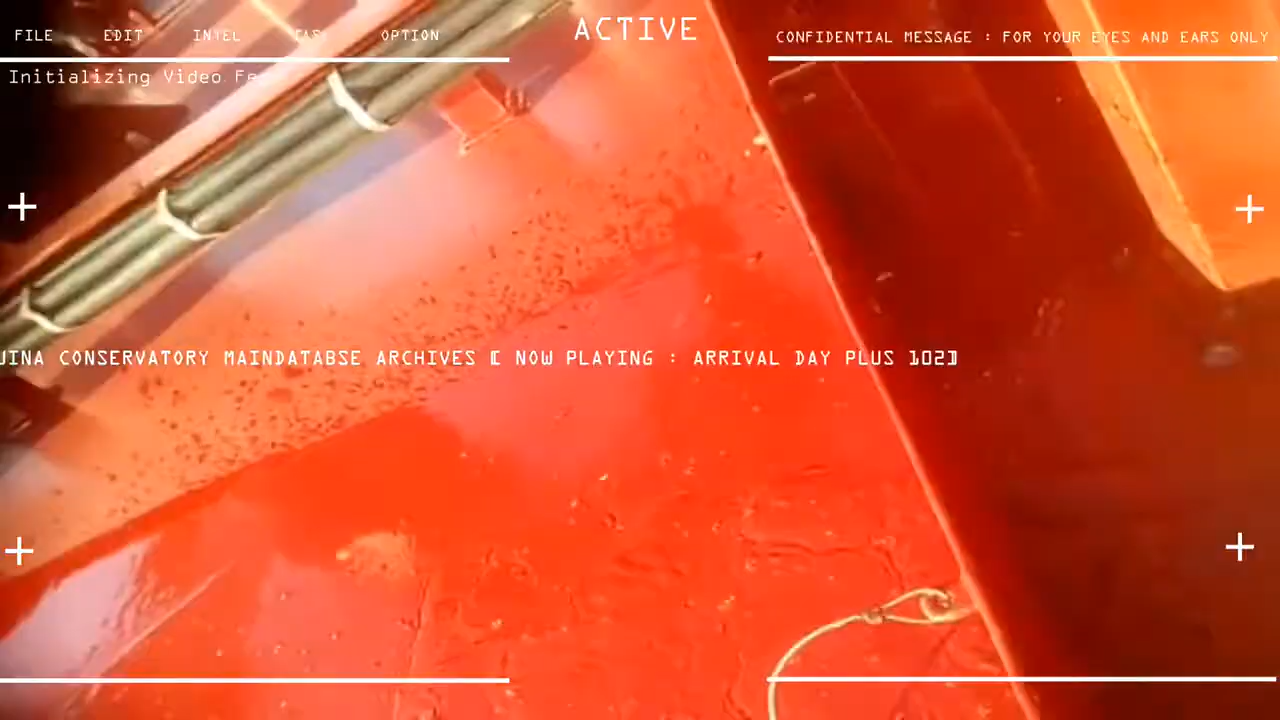 FILE EDIT INTEL OPTION
ACTIVE
CONFIDENTIAL MESSAGE : FOR YOUR EYES AND EARS ONLY
Initializing Video
CONSERVATORY MAINDATABSE ARCHIVES [ NOW PLAYING : ARRIVAL DAY PLUS 102]